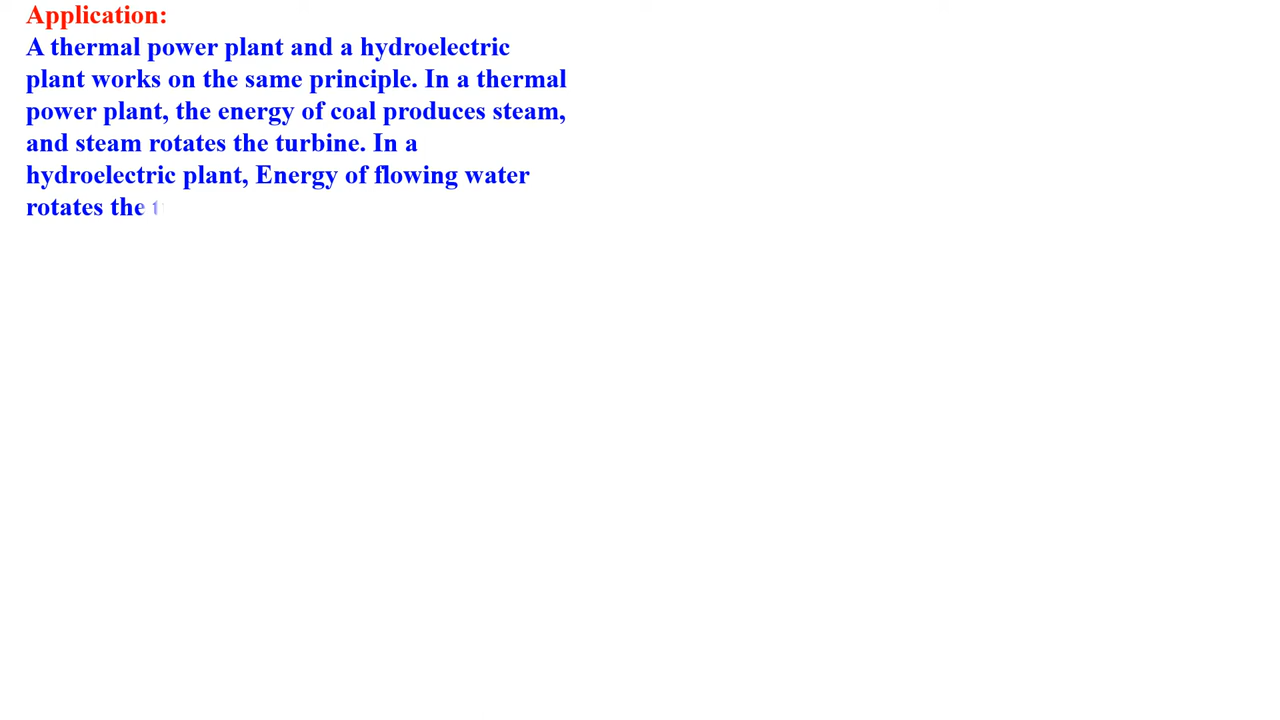 Application:
A thermal power plant and a hydroelectric
plant works on the same principle. In a thermal
power plant, the energy of coal produces steam,
and steam rotates the turbine. In a
hydroelectric plant, Energy of flowing water
rotates the